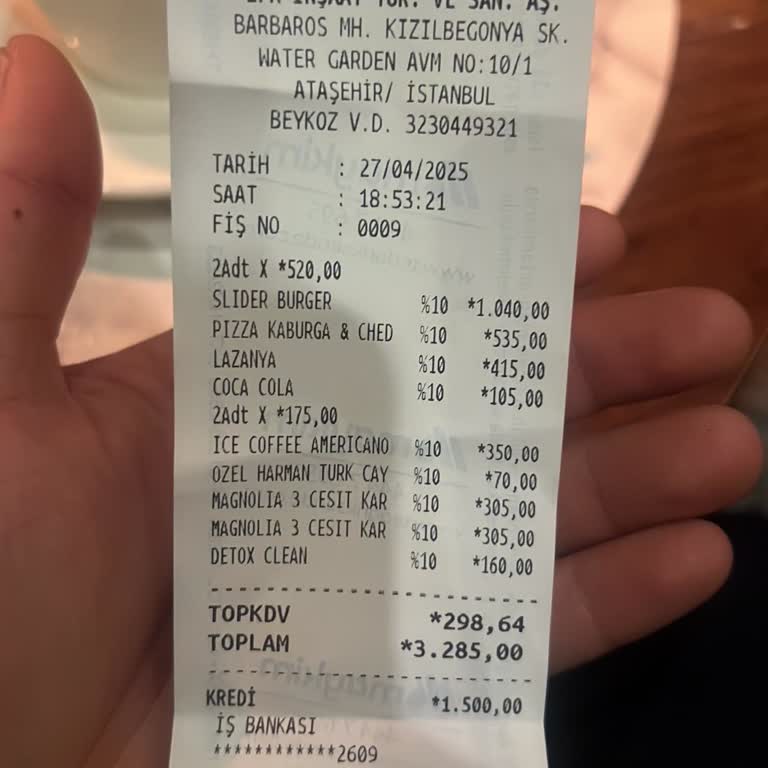 İNŞAAT TUR. VE SAN. AŞ.
BARBAROS MH. KIZILBEGONYA SK.
WATER GARDEN AVM NO:10/1
ATAŞEHİR/ İSTANBUL
BEYKOZ V.D. 3230449321
TARİH : 27/04/2025
SAAT : 18:53:21
FİŞ NO : 0009
2Adt X *520,00
SLIDER BURGER %10 *1.040,00
PIZZA KABURGA & CHED %10 *535,00
LAZANYA %10 *415,00
COCA COLA %10 *105,00
2Adt X *175,00
ICE COFFEE AMERICANO %10 *350,00
OZEL HARMAN TURK CAY %10 *70,00
MAGNOLIA 3 CESIT KAR %10 *305,00
MAGNOLIA 3 CESIT KAR %10 *305,00
DETOX CLEAN %10 *160,00
TOPKDV *298,64
TOPLAM *3.285,00
KREDİ *1.500,00
İŞ BANKASI
************2609